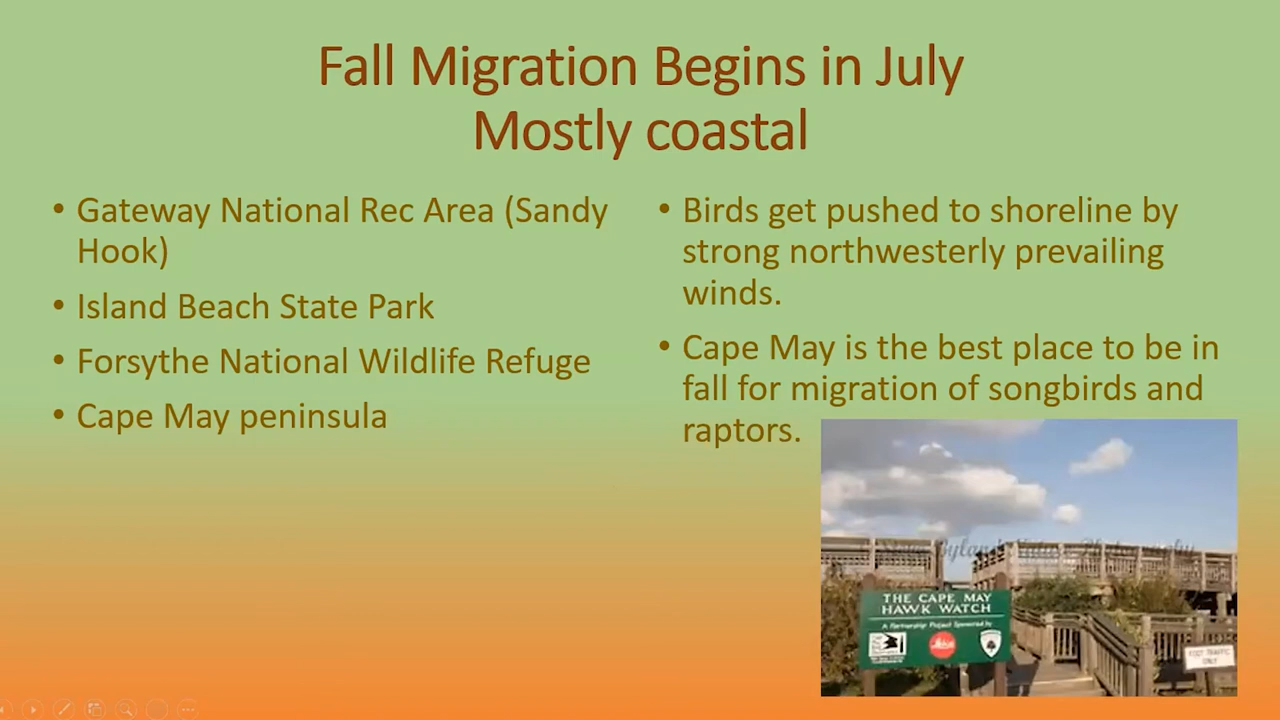 Fall Migration Begins in July
Mostly coastal
• Gateway National Rec Area (Sandy
Hook)
• Island Beach State Park
• Forsythe National Wildlife Refuge
• Cape May peninsula
• Birds get pushed to shoreline by
strong northwesterly prevailing
winds.
• Cape May is the best place to be in
fall for migration of songbirds and
raptors.
Byland Nature Photography
THE CAPE MAY
HAWK WATCH
A Partnership Project Sponsored by
FOOT TRAFFIC
ONLY